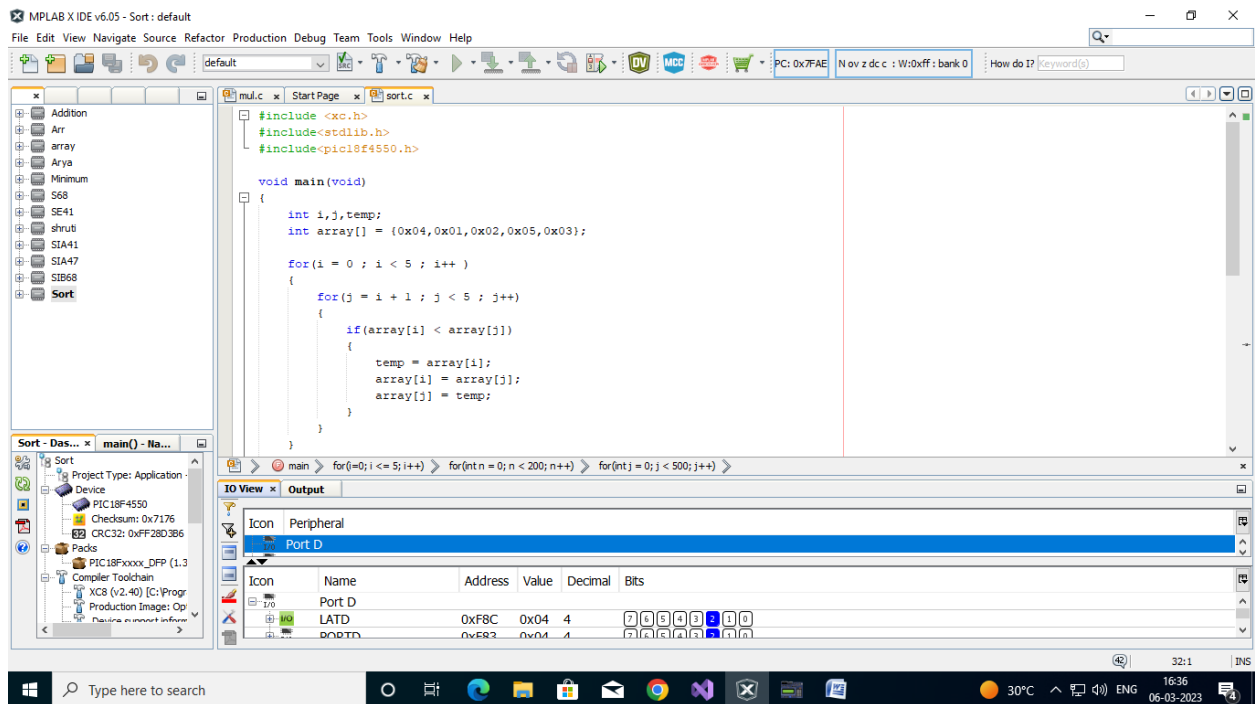 MPLAB X IDE v6.05 - Sort : default
File Edit View Navigate Source Refactor Production Debug Team Tools Window Help
default
PC: 0x7FAE
N ov z dc c : W:0xff : bank 0
How do I? Keyword(s)
mul.c x Start Page x sort.c x
Addition
Arr
array
Arya
Minimum
S68
SE41
shruti
SIA41
SIA47
SIB68
Sort
#include <xc.h>
#include<stdlib.h>
#include<pic18f4550.h>
void main(void)
{
int i,j,temp;
int array[] = {0x04,0x01,0x02,0x05,0x03};
for(i = 0 ; i < 5 ; i++ )
{
for(j = i + 1 ; j < 5 ; j++)
{
if(array[i] < array[j])
{
temp = array[i];
array[i] = array[j];
array[j] = temp;
}
}
}
main for(i=0; i <= 5; i++) for(int n = 0; n < 200; n++) for(int j = 0; j < 500; j++)
Sort - Das... x main() - Na...
Sort
Project Type: Application -
Device
PIC18F4550
Checksum: 0x7176
CRC32: 0xFF28D3B6
Packs
PIC18Fxxxx_DFP (1.3
Compiler Toolchain
XC8 (v2.40) [C:\Progr
Production Image: Op
Device support inform
IO View x Output
Icon Peripheral
Port D
Icon Name Address Value Decimal Bits
Port D
LATD 0xF8C 0x04 4 7 6 5 4 3 2 1 0
PORTD 0xF83 0x04 4 7 6 5 4 3 2 1 0
42 32:1 INS
Type here to search
30°C ENG 16:36
06-03-2023
4